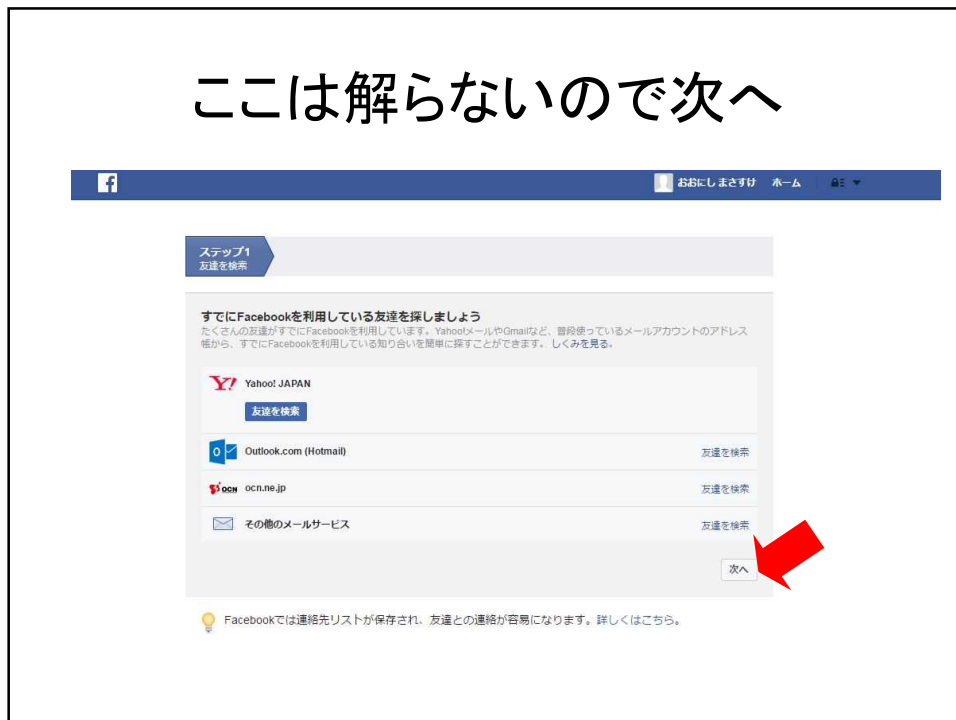 ここは解らないので次へ
f
おおにし まさすけ ホーム
ステップ1
友達を検索
すでにFacebookを利用している友達を探しましょう
たくさんの友達がすでにFacebookを利用しています。Yahoo!メールやGmailなど、普段使っているメールアカウントのアドレス
帳から、すでにFacebookを利用している知り合いを簡単に探すことができます。しくみを見る。
Y! Yahoo! JAPAN
友達を検索
Outlook.com (Hotmail) 友達を検索
OCN ocn.ne.jp 友達を検索
その他のメールサービス 友達を検索
次へ
Facebookでは連絡先リストが保存され、友達との連絡が容易になります。詳しくはこちら。